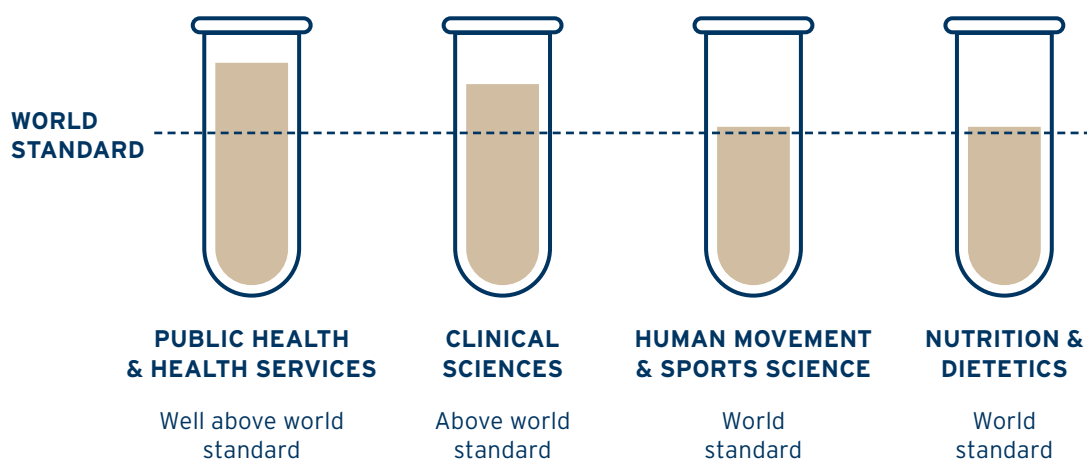 WORLD
STANDARD
PUBLIC HEALTH
& HEALTH SERVICES
Well above world
standard
CLINICAL
SCIENCES
Above world
standard
HUMAN MOVEMENT
& SPORTS SCIENCE
World
standard
NUTRITION &
DIETETICS
World
standard